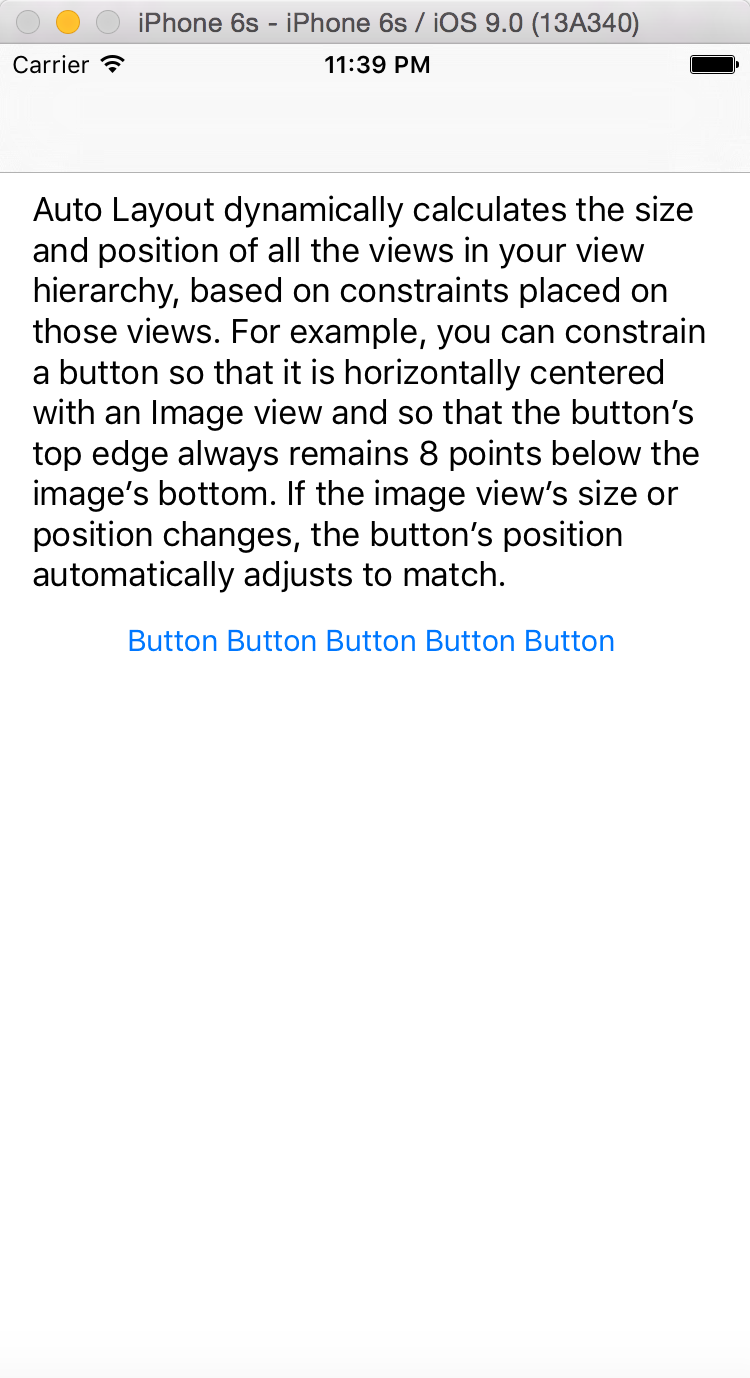 iPhone 6s - iPhone 6s / iOS 9.0 (13A340)
Carrier 11:39 PM
Auto Layout dynamically calculates the size
and position of all the views in your view
hierarchy, based on constraints placed on
those views. For example, you can constrain
a button so that it is horizontally centered
with an Image view and so that the button’s
top edge always remains 8 points below the
image’s bottom. If the image view’s size or
position changes, the button’s position
automatically adjusts to match.
Button Button Button Button Button